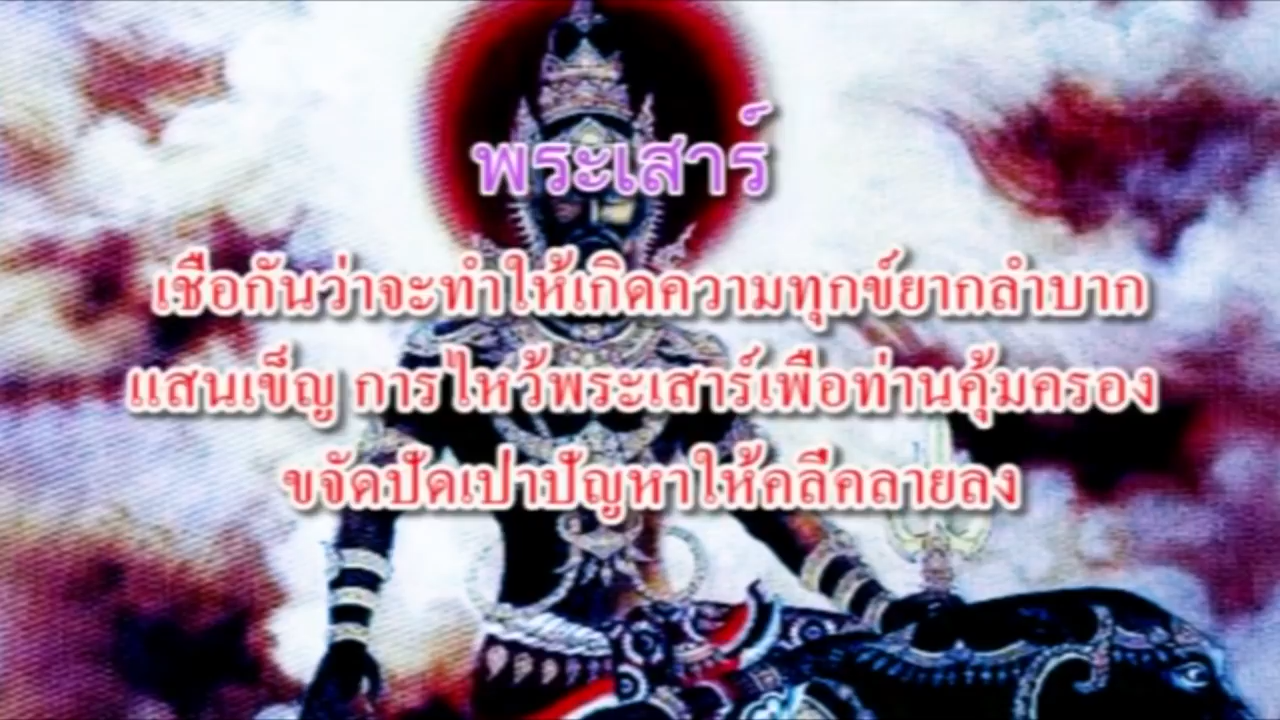 พระเสาร์
เชื่อกันว่าจะทำให้เกิดความทุกข์ยากลำบาก
แสนเข็ญ การไหว้พระเสาร์เพื่อท่านคุ้มครอง
ขจัดปัดเป่าปัญหาให้คลี่คลายลง